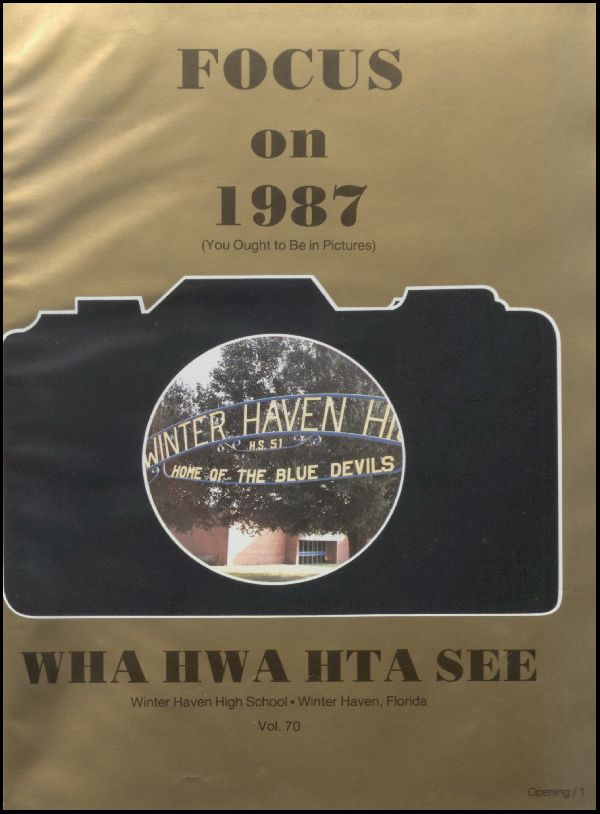 FOCUS
on
1987
(You Ought to Be in Pictures)
WINTER HAVEN HI
H.S. 51
HOME OF THE BLUE DEVILS
WHA HWA HTA SEE
Winter Haven High School • Winter Haven, Florida
Vol. 70
Opening / 1